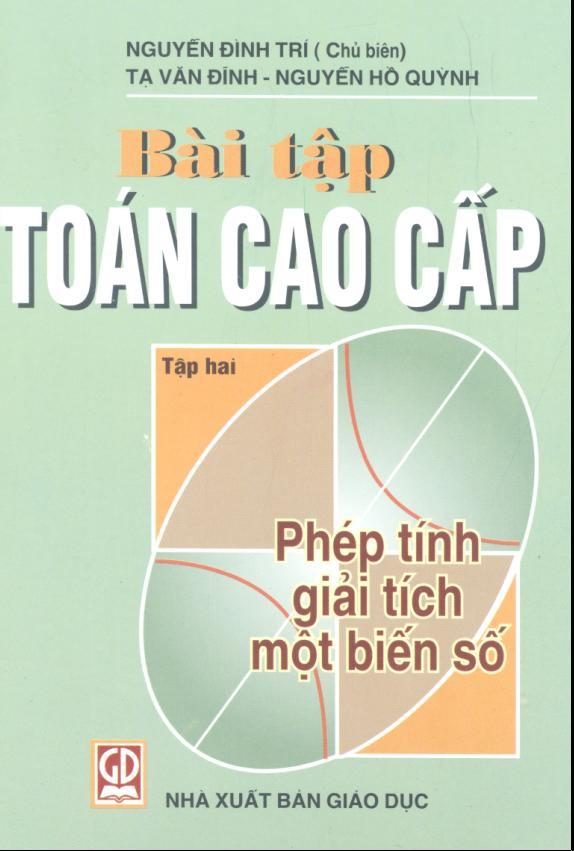 NGUYỄN ĐÌNH TRÍ ( Chủ biên)
TẠ VĂN ĐĨNH - NGUYỄN HỒ QUỲNH
Bài tập
TOÁN CAO CẤP
Tập hai
Phép tính
giải tích
một biến số
GD
NHÀ XUẤT BẢN GIÁO DỤC